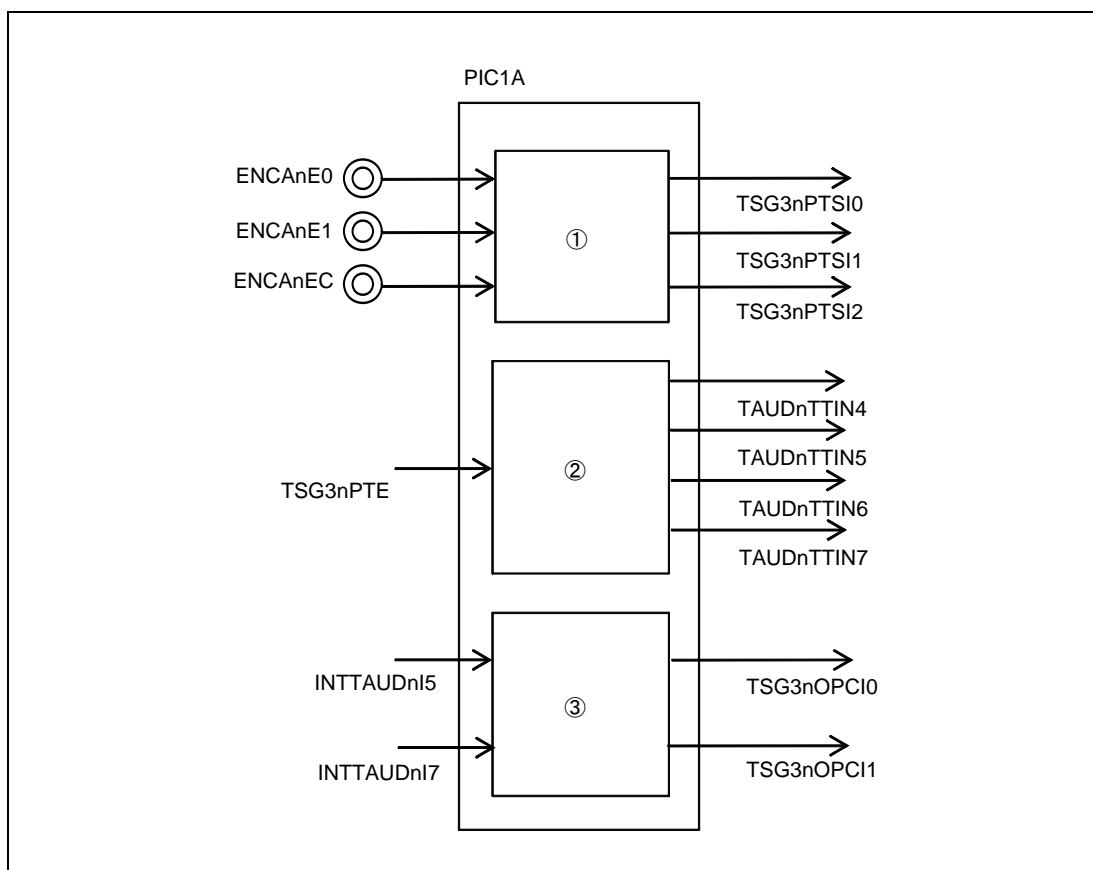 PIC1A
ENCAnE0
ENCAnE1
ENCAnEC
①
TSG3nPTSI0
TSG3nPTSI1
TSG3nPTSI2
TSG3nPTE
②
TAUDnTTIN4
TAUDnTTIN5
TAUDnTTIN6
TAUDnTTIN7
INTTAUDnI5
INTTAUDnI7
③
TSG3nOPCI0
TSG3nOPCI1